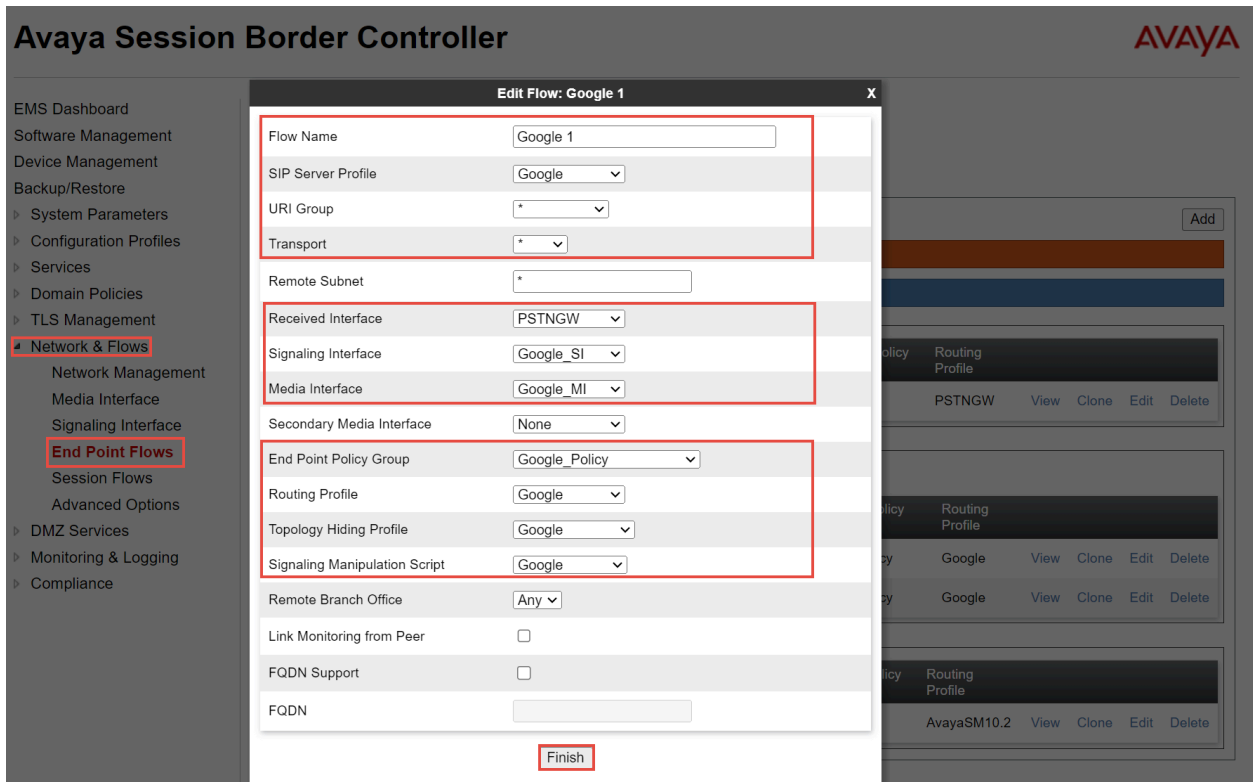 Avaya Session Border Controller
AVAYA
EMS Dashboard
Software Management
Device Management
Backup/Restore
System Parameters
Configuration Profiles
Services
Domain Policies
TLS Management
Network & Flows
Network Management
Media Interface
Signaling Interface
End Point Flows
Session Flows
Advanced Options
DMZ Services
Monitoring & Logging
Compliance
Edit Flow: Google 1 X
Flow Name Google 1
SIP Server Profile Google
URI Group *
Transport *
Remote Subnet *
Received Interface PSTNGW
Signaling Interface Google_SI
Media Interface Google_MI
Secondary Media Interface None
End Point Policy Group Google_Policy
Routing Profile Google
Topology Hiding Profile Google
Signaling Manipulation Script Google
Remote Branch Office Any
Link Monitoring from Peer
FQDN Support
FQDN
Finish
Add
olicy Routing
Profile
PSTNGW View Clone Edit Delete
licy Routing
Profile
cy Google View Clone Edit Delete
cy Google View Clone Edit Delete
licy Routing
Profile
AvayaSM10.2 View Clone Edit Delete